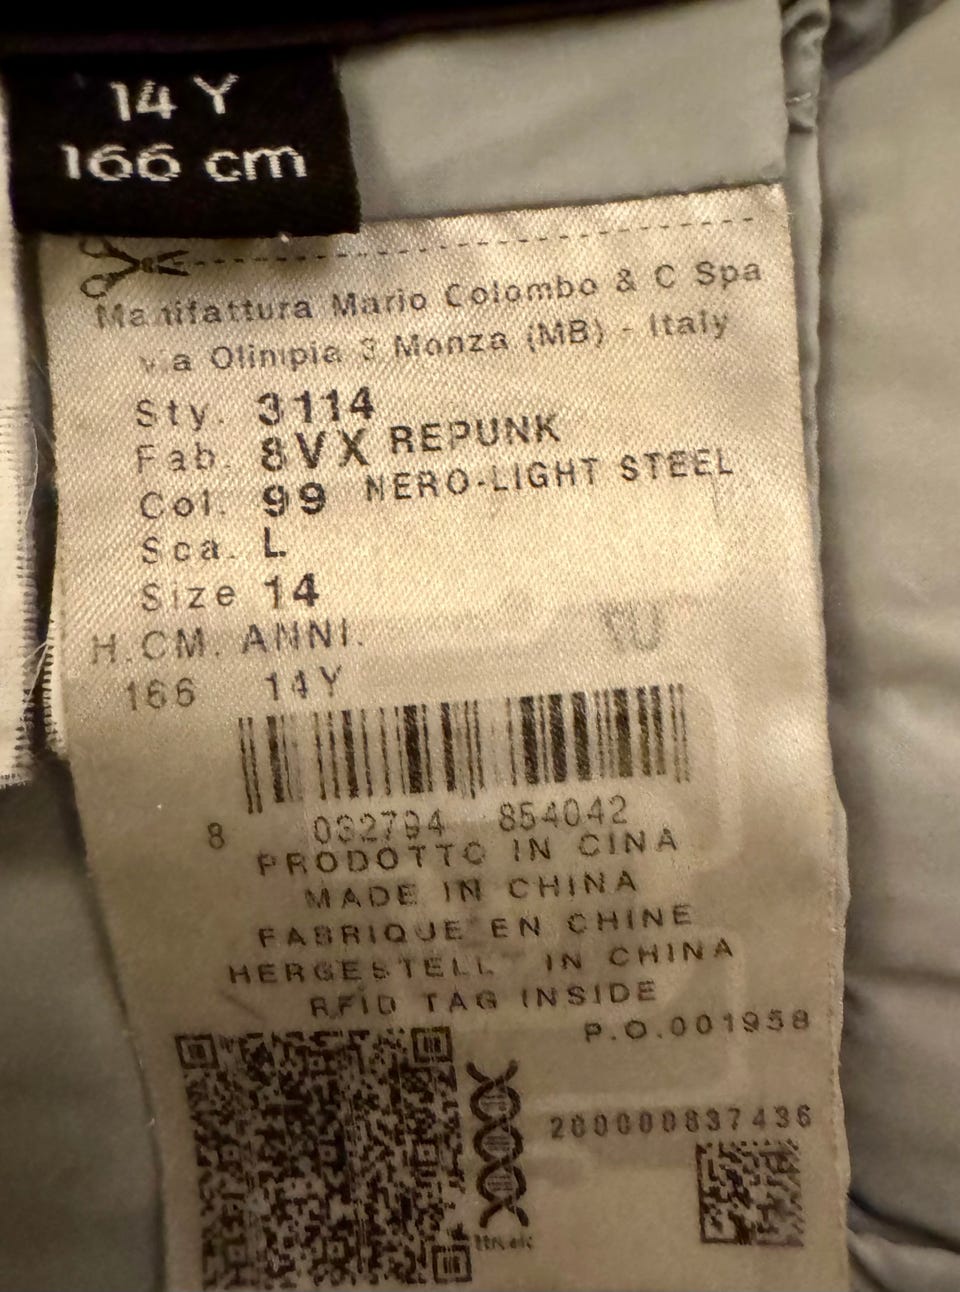 14 Y
166 cm
Manifattura Mario Colombo & C Spa
Via Olimpia 3 Monza (MB) - Italy
Sty. 3114
Fab. 8VX REPUNK
Col. 99 NERO-LIGHT STEEL
Sca. L
Size 14
H.CM. ANNI.
166 14Y
8 032794 854042
PRODOTTO IN CINA
MADE IN CHINA
FABRIQUE EN CHINE
HERGESTELL IN CHINA
RFID TAG INSIDE
P.O.001958
200000837436